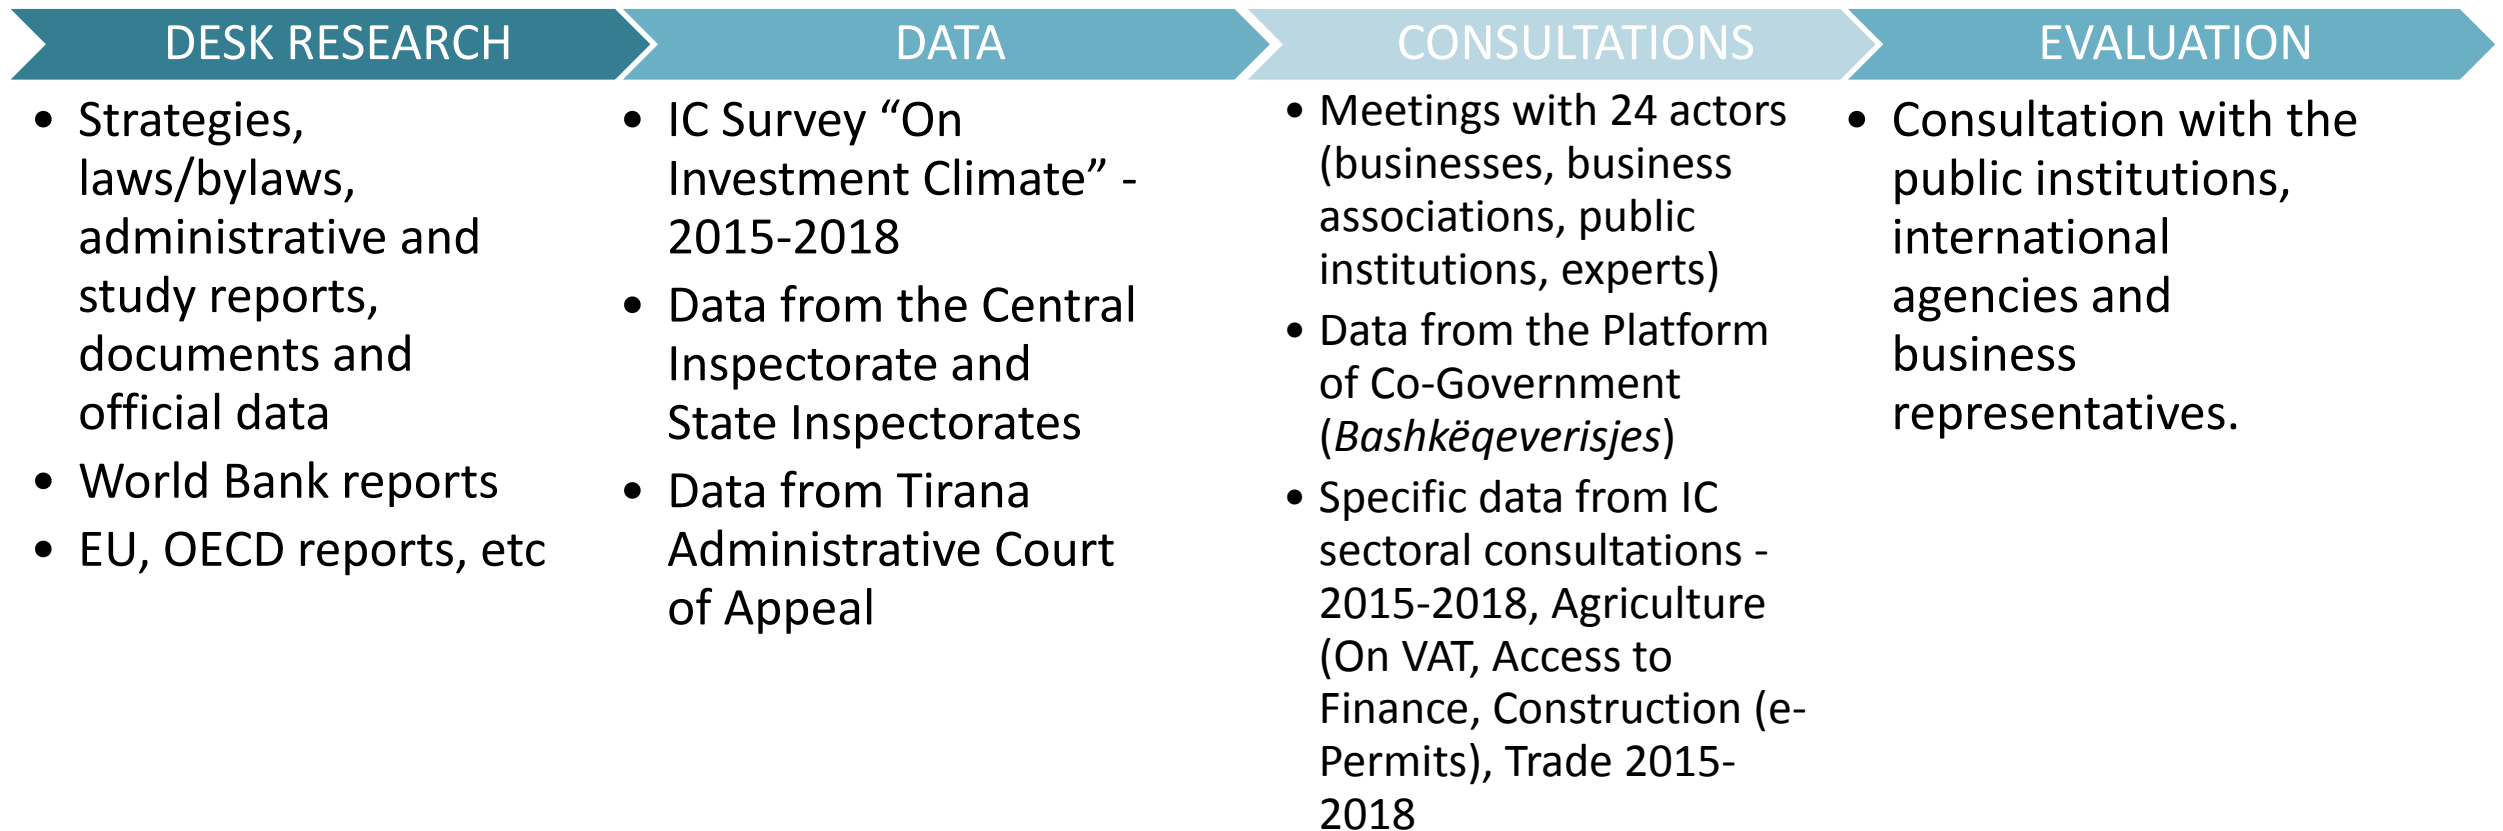 DESK RESEARCH
• Strategies,
laws/bylaws,
administrative and
study reports,
documents and
official data
• World Bank reports
• EU, OECD reports, etc
DATA
• IC Survey “On
Investment Climate” -
2015-2018
• Data from the Central
Inspectorate and
State Inspectorates
• Data from Tirana
Administrative Court
of Appeal
CONSULTATIONS
• Meetings with 24 actors
(businesses, business
associations, public
institutions, experts)
• Data from the Platform
of Co-Government
(Bashkëqeverisjes)
• Specific data from IC
sectoral consultations -
2015-2018, Agriculture
(On VAT, Access to
Finance, Construction (e-
Permits), Trade 2015-
2018
EVALUATION
• Consultation with the
public institutions,
international
agencies and
business
representatives.